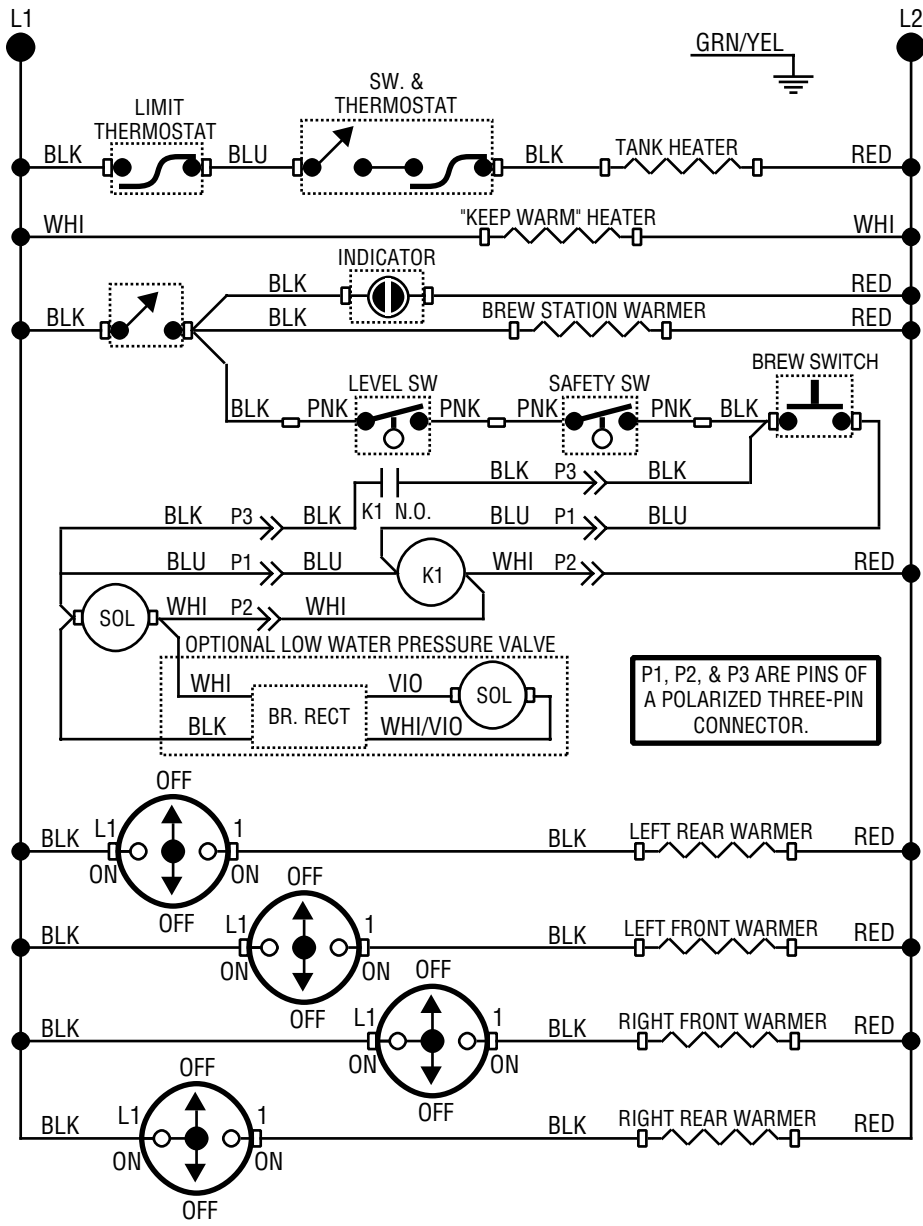 L1 L2
GRN/YEL
SW. &
THERMOSTAT
LIMIT
THERMOSTAT
BLK BLU BLK TANK HEATER RED
WHI "KEEP WARM" HEATER WHI
INDICATOR
BLK RED
BLK BLK BREW STATION WARMER RED
BREW SWITCH
LEVEL SW SAFETY SW
BLK PNK PNK PNK PNK BLK
BLK P3 BLK
K1 N.O.
BLK P3 BLK BLU P1 BLU
BLU P1 BLU K1 WHI P2 RED
SOL WHI P2 WHI
OPTIONAL LOW WATER PRESSURE VALVE
WHI VIO SOL
BR. RECT
BLK WHI/VIO
P1, P2, & P3 ARE PINS OF
A POLARIZED THREE-PIN
CONNECTOR.
OFF
BLK L1 1 BLK LEFT REAR WARMER RED
ON ON
OFF
OFF
BLK L1 1 BLK LEFT FRONT WARMER RED
ON ON
OFF
OFF
BLK L1 1 BLK RIGHT FRONT WARMER RED
ON ON
OFF
OFF
BLK L1 1 BLK RIGHT REAR WARMER RED
ON ON
OFF